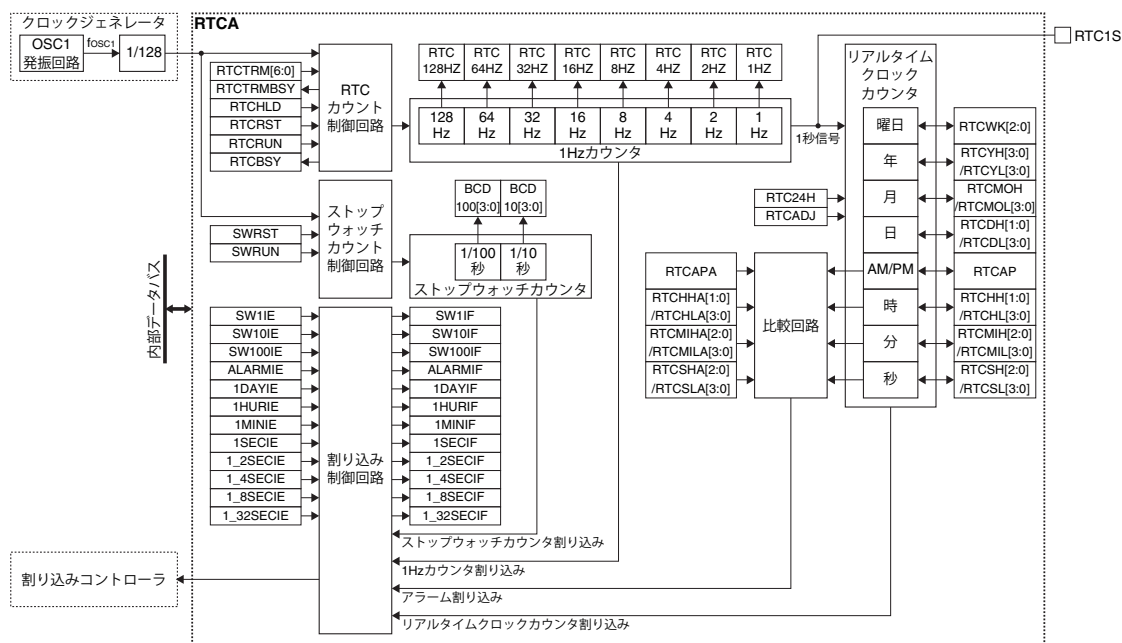 クロックジェネレータ
OSC1
発振回路
fosc1
1/128
RTCA
RTCTRM[6:0]
RTCTRMBSY
RTCHLD
RTCRST
RTCRUN
RTCBSY
RTC
カウント
制御回路
RTC
128HZ
RTC
64HZ
RTC
32HZ
RTC
16HZ
RTC
8HZ
RTC
4HZ
RTC
2HZ
RTC
1HZ
128
Hz
64
Hz
32
Hz
16
Hz
8
Hz
4
Hz
2
Hz
1
Hz
1Hzカウンタ
1秒信号
RTC1S
リアルタイム
クロック
カウンタ
曜日
年
月
日
AM/PM
時
分
秒
RTCWK[2:0]
RTCYH[3:0]
/RTCYL[3:0]
RTCMOH
/RTCMOL[3:0]
RTCDH[1:0]
/RTCDL[3:0]
RTCAP
RTCHH[1:0]
/RTCHL[3:0]
RTCMIH[2:0]
/RTCMIL[3:0]
RTCSH[2:0]
/RTCSL[3:0]
RTC24H
RTCADJ
SWRST
SWRUN
ストップ
ウォッチ
カウント
制御回路
BCD
100[3:0]
BCD
10[3:0]
1/100
秒
1/10
秒
ストップウォッチカウンタ
RTCAPA
RTCHHA[1:0]
/RTCHLA[3:0]
RTCMIHA[2:0]
/RTCMILA[3:0]
RTCSHA[2:0]
/RTCSLA[3:0]
比較回路
内部データバス
SW1IE
SW10IE
SW100IE
ALARMIE
1DAYIE
1HURIE
1MINIE
1SECIE
1_2SECIE
1_4SECIE
1_8SECIE
1_32SECIE
割り込み
制御回路
SW1IF
SW10IF
SW100IF
ALARMIF
1DAYIF
1HURIF
1MINIF
1SECIF
1_2SECIF
1_4SECIF
1_8SECIF
1_32SECIF
ストップウォッチカウンタ割り込み
1Hzカウンタ割り込み
アラーム割り込み
リアルタイムクロックカウンタ割り込み
割り込みコントローラ